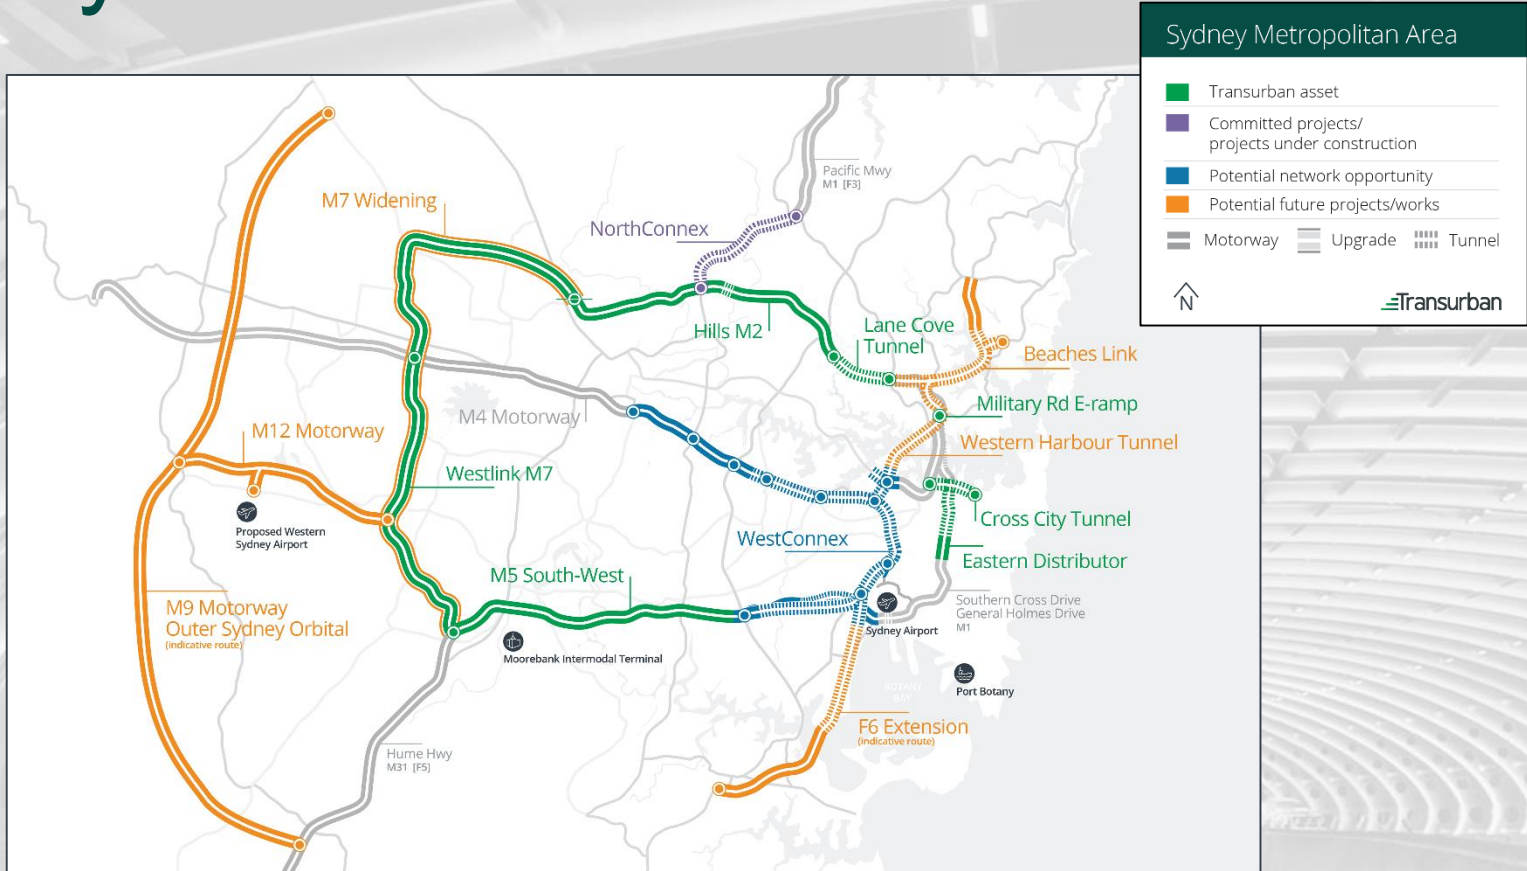 Sydney Metropolitan Area
Transurban asset
Committed projects/
projects under construction
Potential network opportunity
Potential future projects/works
Motorway
Upgrade
Tunnel
N
Transurban
Pacific Mwy
M1 [F3]
M7 Widening
NorthConnex
Hills M2
Lane Cove
Tunnel
Beaches Link
Military Rd E-ramp
M4 Motorway
M12 Motorway
Western Harbour Tunnel
Westlink M7
Proposed Western
Sydney Airport
Cross City Tunnel
WestConnex
Eastern Distributor
M5 South-West
M9 Motorway
Outer Sydney Orbital
(indicative route)
Southern Cross Drive
General Holmes Drive
M1
Sydney Airport
Moorebank Intermodal Terminal
BOTANY
BAY
Port Botany
F6 Extension
(indicative route)
Hume Hwy
M31 [F5]